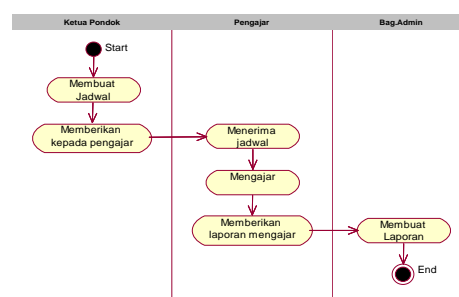 Ketua Pondok
Pengajar
Bag.Admin
Start
Membuat
Jadwal
Memberikan
kepada pengajar
Menerima
jadwal
Mengajar
Memberikan
laporan mengajar
Membuat
Laporan
End